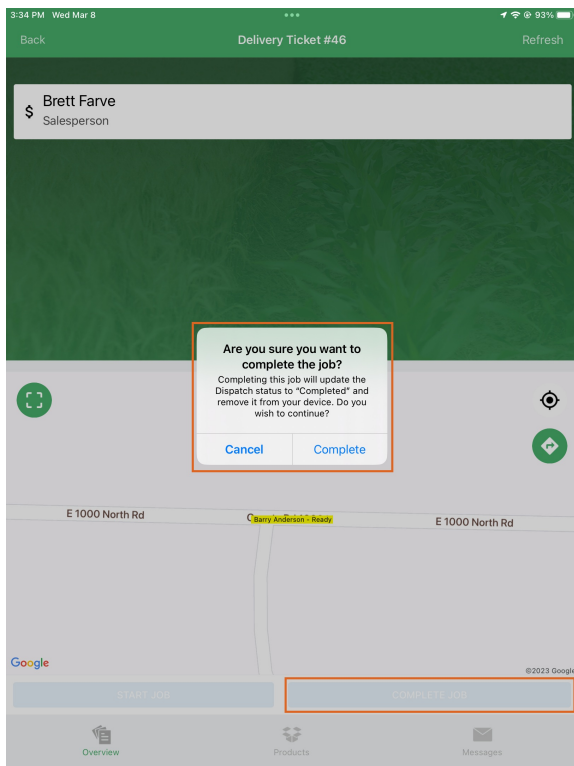 3:34 PM Wed Mar 8
93%
Back
Delivery Ticket #46
Refresh
$
Brett Farve
Salesperson
Are you sure you want to
complete the job?
Completing this job will update the
Dispatch status to "Completed" and
remove it from your device. Do you
wish to continue?
Cancel
Complete
E 1000 North Rd
Barry Anderson - Ready
E 1000 North Rd
Google
©2023 Google
START JOB
COMPLETE JOB
Overview
Products
Messages